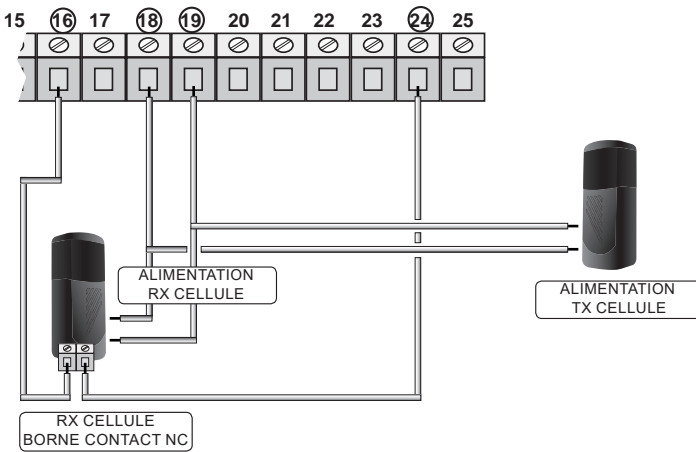 15 16 17 18 19 20 21 22 23 24 25
ALIMENTATION
RX CELLULE
ALIMENTATION
TX CELLULE
RX CELLULE
BORNE CONTACT NC